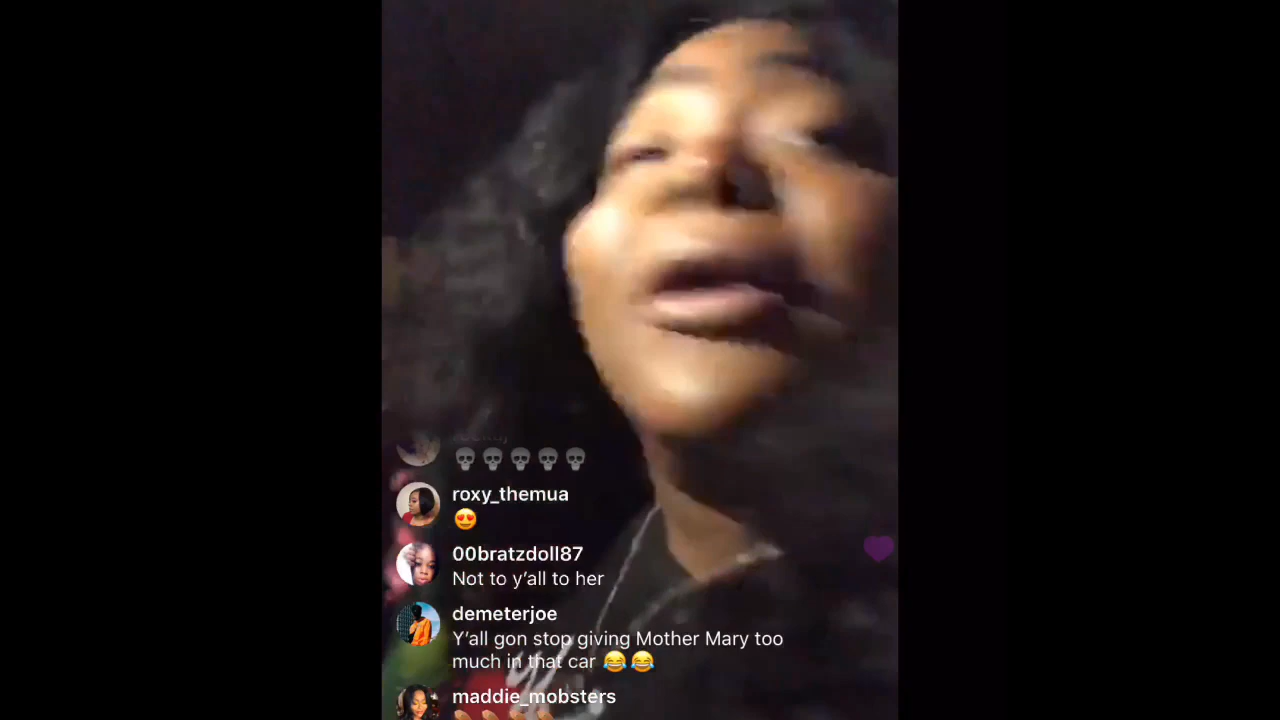 💀💀💀💀💀
roxy_themua
😍
00bratzdoll87
Not to y’all to her
demeterjoe
Y’all gon stop giving Mother Mary too
much in that car 😂😂
maddie_mobsters